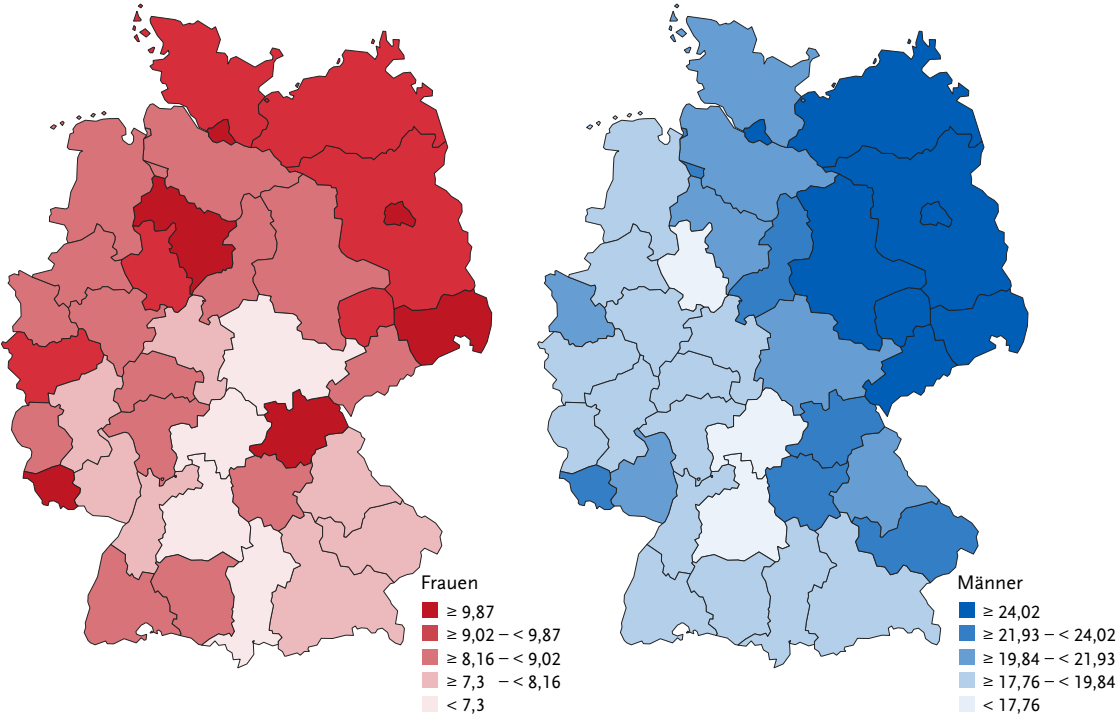 Frauen
≥ 9,87
≥ 9,02 – < 9,87
≥ 8,16 – < 9,02
≥ 7,3 – < 8,16
< 7,3
Männer
≥ 24,02
≥ 21,93 – < 24,02
≥ 19,84 – < 21,93
≥ 17,76 – < 19,84
< 17,76